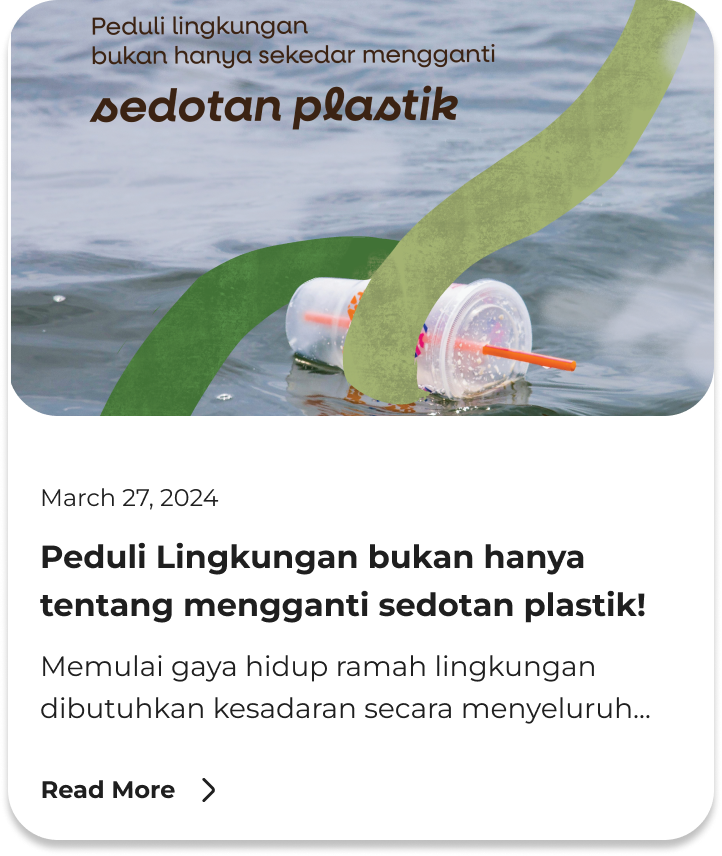 Peduli lingkungan
bukan hanya sekedar mengganti
sedotan plastik
March 27, 2024
Peduli Lingkungan bukan hanya
tentang mengganti sedotan plastik!
Memulai gaya hidup ramah lingkungan
dibutuhkan kesadaran secara menyeluruh...
Read More